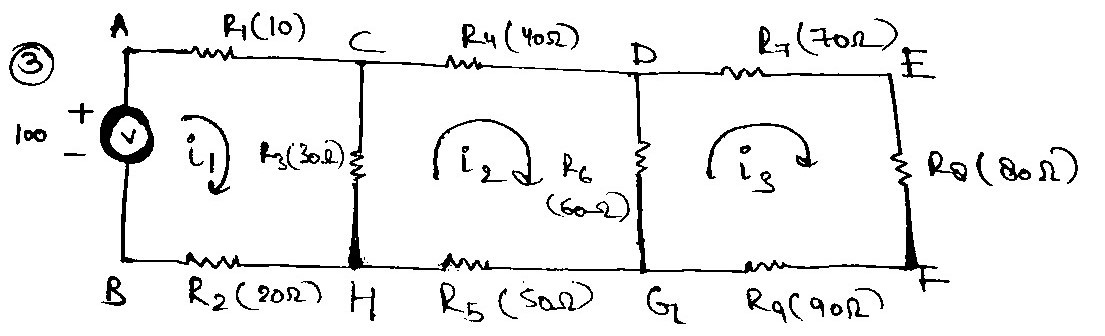 3
A R1(10) C R4(40Ω) D R7(70Ω) E
+
100 V i1 R3(30Ω) i2 R6 i3 R8(80Ω)
- (60Ω)
B R2(20Ω) H R5(50Ω) G R9(90Ω) F